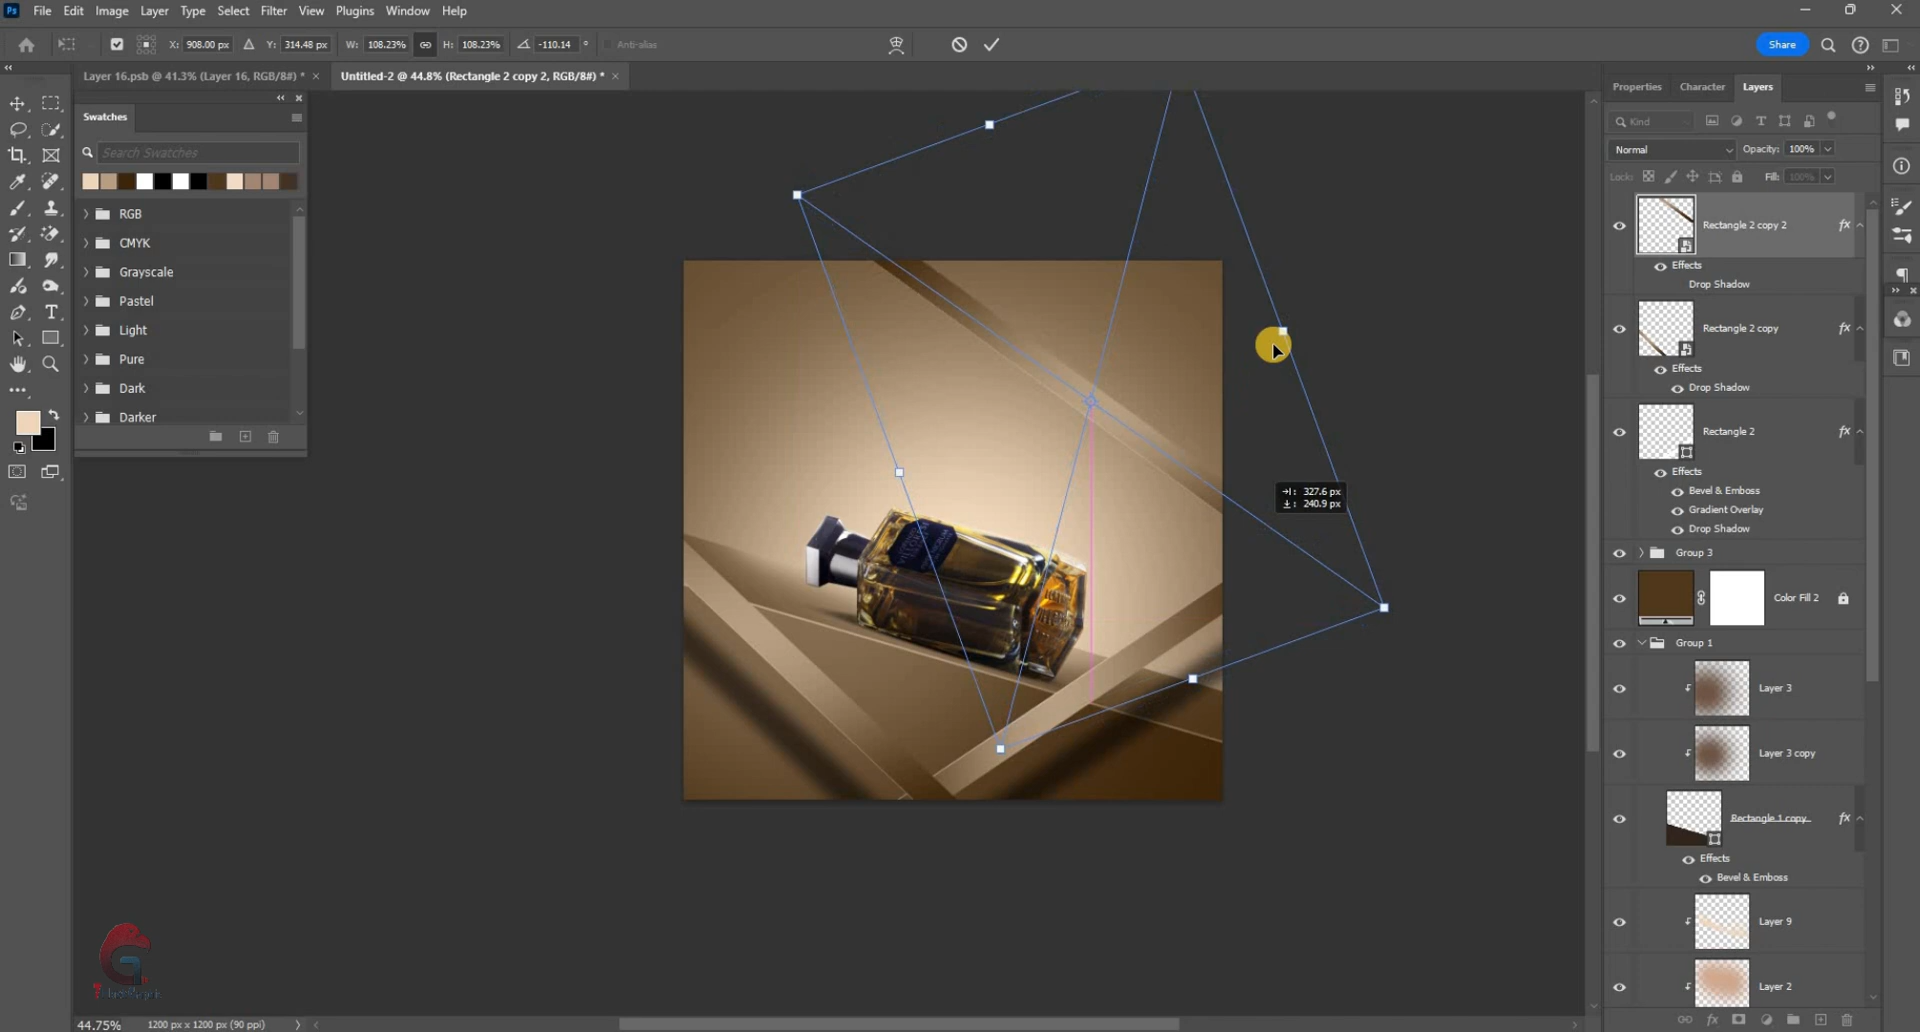 Ps File Edit Image Layer Type Select Filter View Plugins Window Help
X: 908.00 px Y: 314.48 px W: 108.23% H: 108.23% -110.14 ° Anti-alias Share
Layer 16.psb @ 41.3% (Layer 16, RGB/8#) * × Untitled-2 @ 44.8% (Rectangle 2 copy 2, RGB/8#) * ×
Swatches
Search Swatches
RGB
CMYK
Grayscale
Pastel
Light
Pure
Dark
Darker
→|: 327.6 px
↓: 240.9 px
Properties Character Layers
Kind
Normal Opacity: 100%
Lock: Fill: 100%
Rectangle 2 copy 2 fx
Effects
Drop Shadow
Rectangle 2 copy fx
Effects
Drop Shadow
Rectangle 2 fx
Effects
Bevel & Emboss
Gradient Overlay
Drop Shadow
Group 3
Color Fill 2
Group 1
Layer 3
Layer 3 copy
Rectangle 1 copy fx
Effects
Bevel & Emboss
Layer 9
Layer 2
44.75% 1200 px x 1200 px (90 ppi)